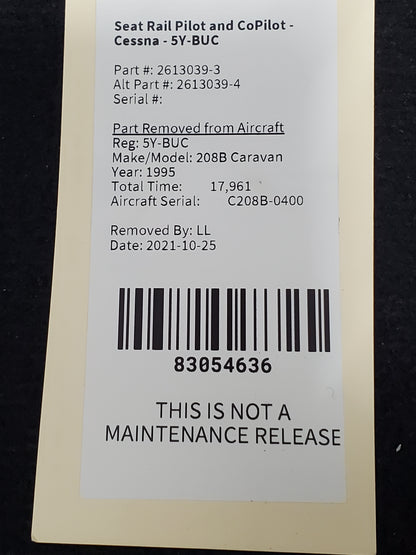 Seat Rail Pilot and CoPilot -
Cessna - 5Y-BUC
Part #: 2613039-3
Alt Part #: 2613039-4
Serial #:
Part Removed from Aircraft
Reg: 5Y-BUC
Make/Model: 208B Caravan
Year: 1995
Total Time: 17,961
Aircraft Serial: C208B-0400
Removed By: LL
Date: 2021-10-25
83054636
THIS IS NOT A
MAINTENANCE RELEASE